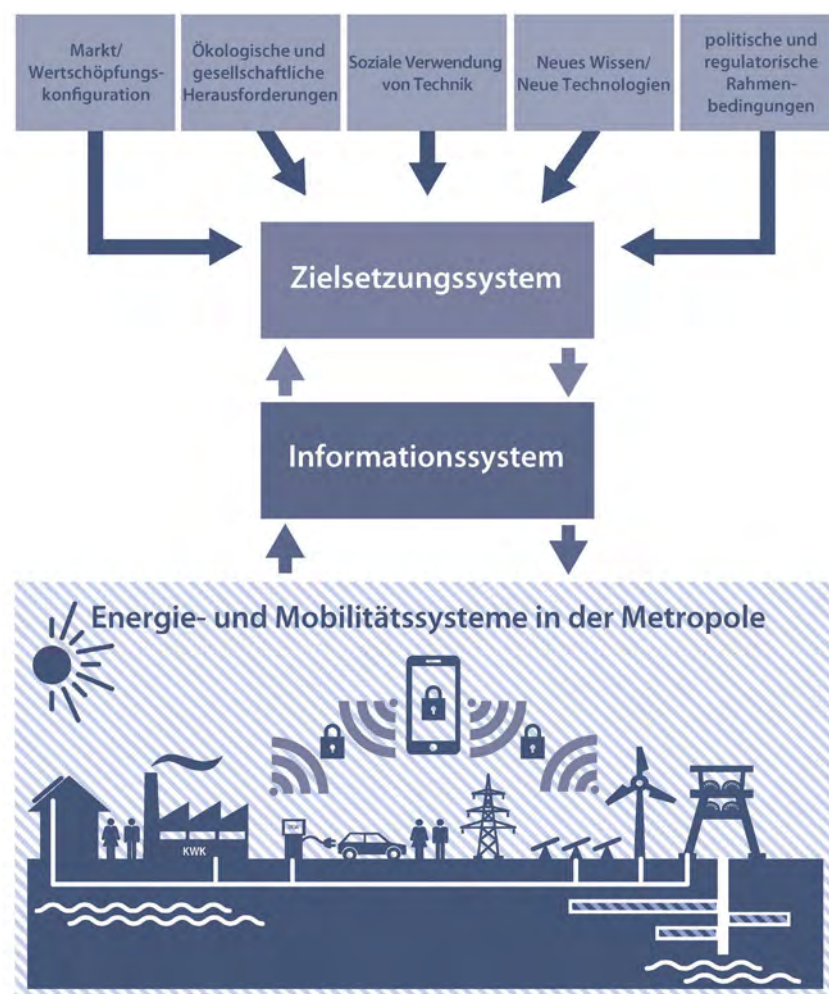 Markt/
Wertschöpfungs-
konfiguration
Ökologische und
gesellschaftliche
Herausforderungen
Soziale Verwendung
von Technik
Neues Wissen/
Neue Technologien
politische und
regulatorische
Rahmen-
bedingungen
Zielsetzungssystem
Informationssystem
Energie- und Mobilitätssysteme in der Metropole
KWK